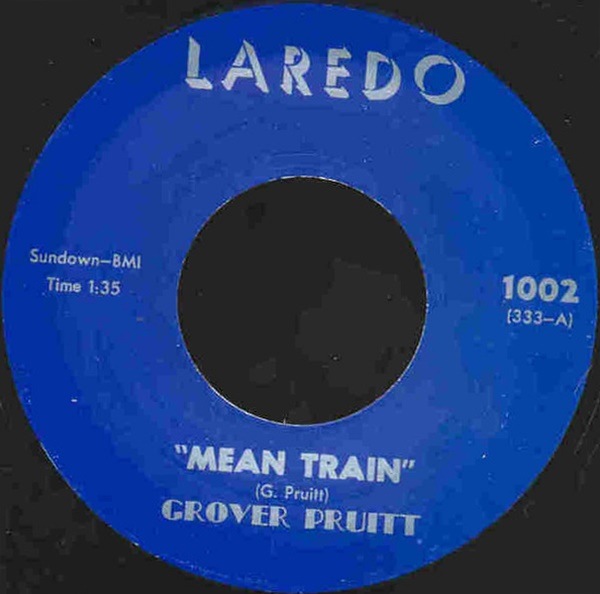 LAREDO
Sundown–BMI
Time 1:35
1002
(333–A)
"MEAN TRAIN"
(G. Pruitt)
GROVER PRUITT